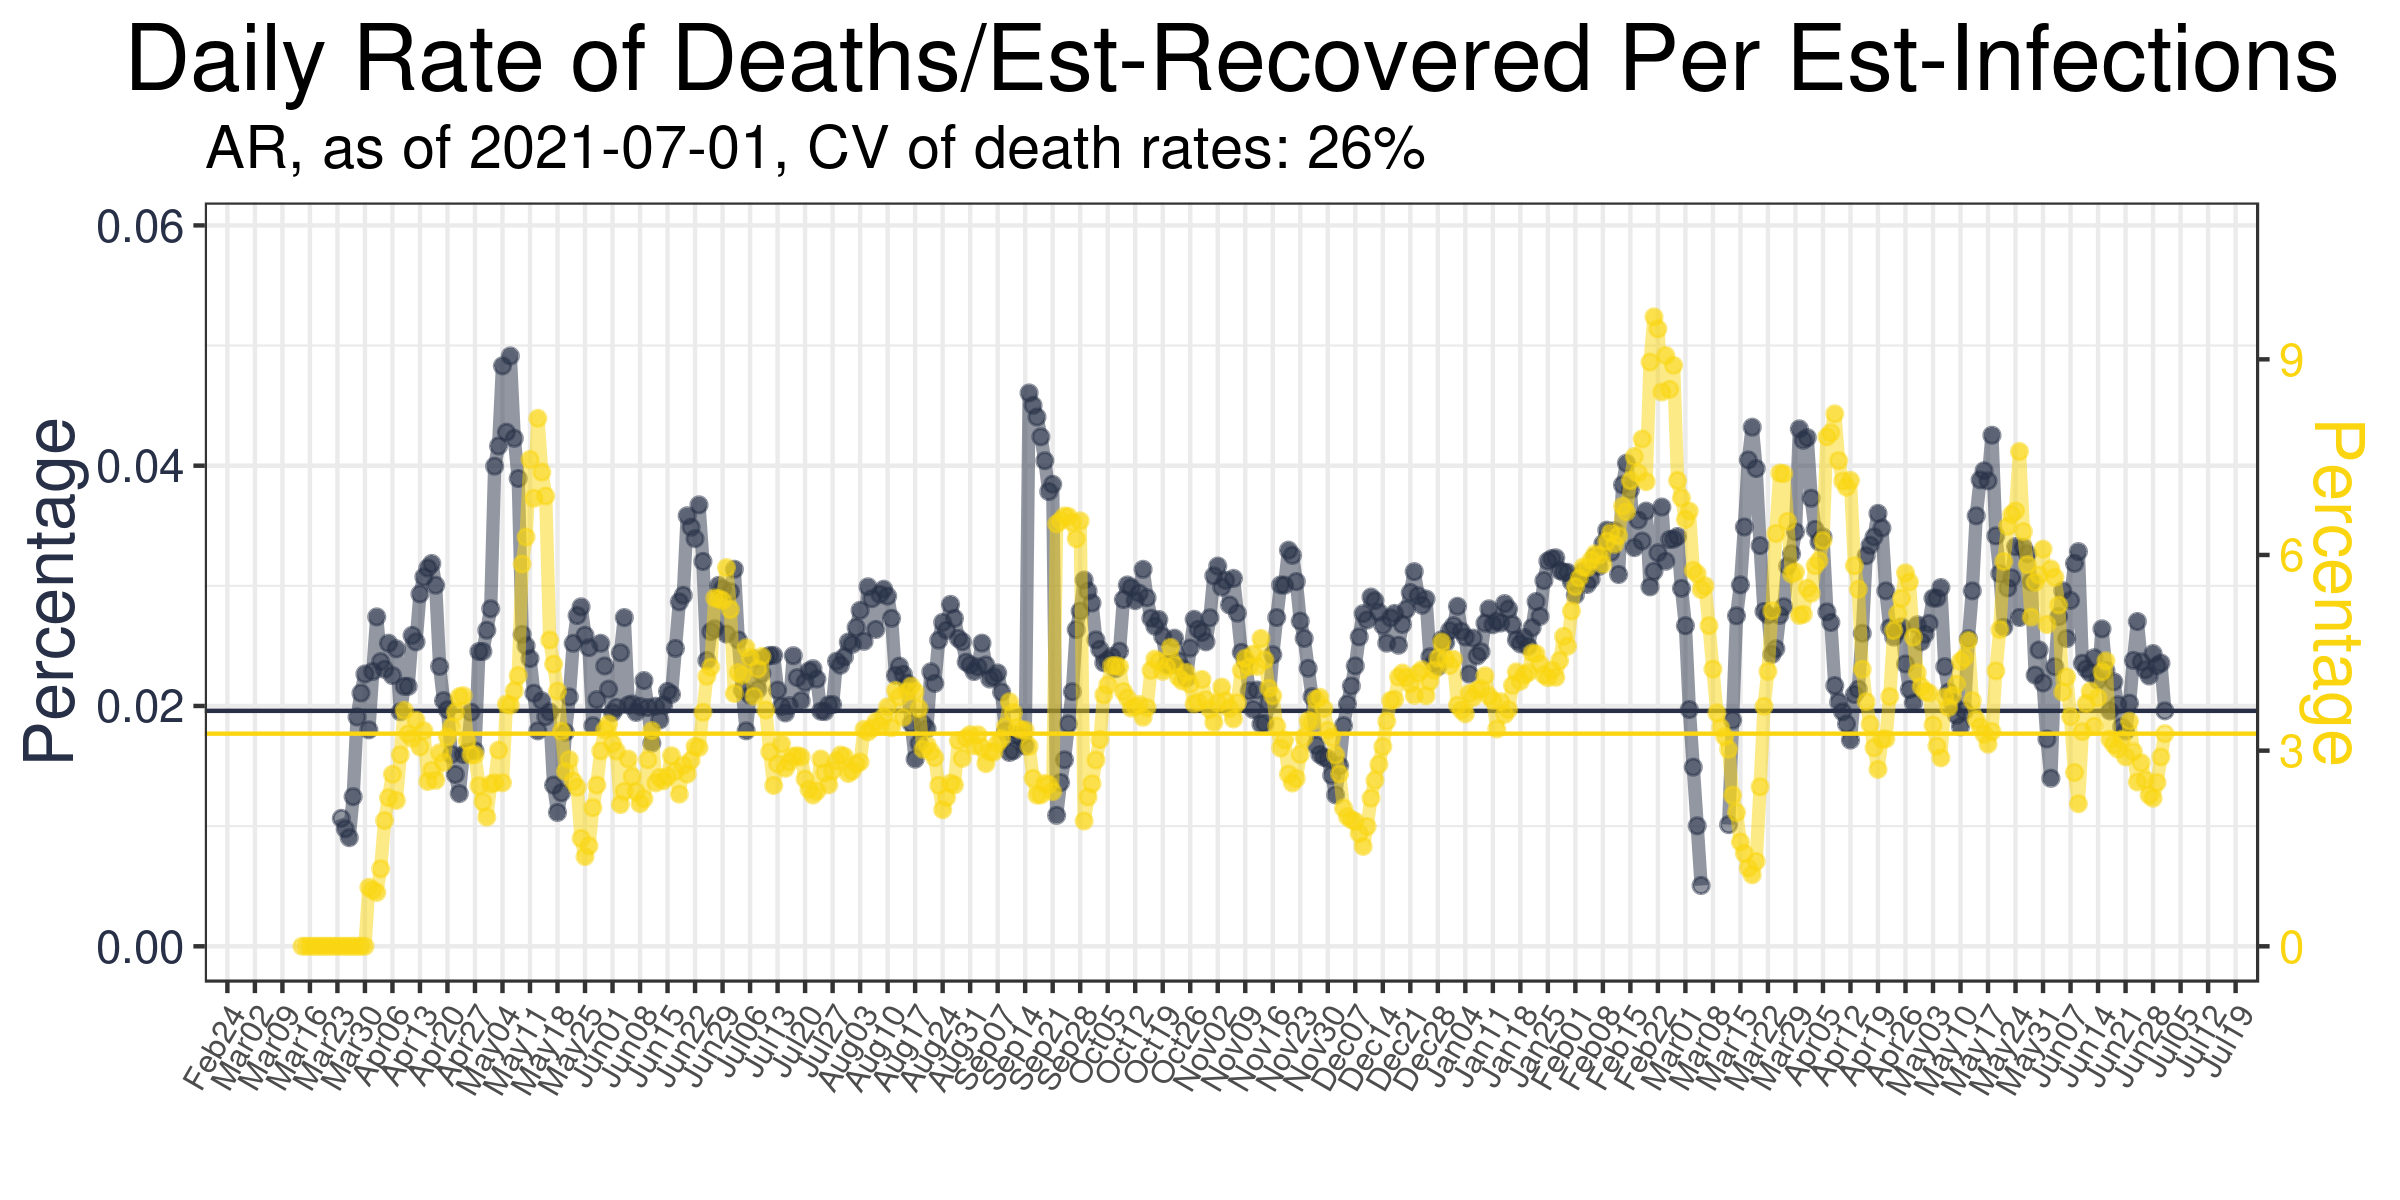 Daily Rate of Deaths/Est-Recovered Per Est-Infections
AR, as of 2021-07-01, CV of death rates: 26%
Percentage
0.06
0.04
0.02
0.00
9
6
3
0
Percentage
Feb24
Mar02
Mar09
Mar16
Mar23
Mar30
Apr06
Apr13
Apr20
Apr27
May04
May11
May18
May25
Jun01
Jun08
Jun15
Jun22
Jun29
Jul06
Jul13
Jul20
Jul27
Aug03
Aug10
Aug17
Aug24
Aug31
Sep07
Sep14
Sep21
Sep28
Oct05
Oct12
Oct19
Oct26
Nov02
Nov09
Nov16
Nov23
Nov30
Dec07
Dec14
Dec21
Dec28
Jan04
Jan11
Jan18
Jan25
Feb01
Feb08
Feb15
Feb22
Mar01
Mar08
Mar15
Mar22
Mar29
Apr05
Apr12
Apr19
Apr26
May03
May10
May17
May24
May31
Jun07
Jun14
Jun21
Jun28
Jul05
Jul12
Jul19